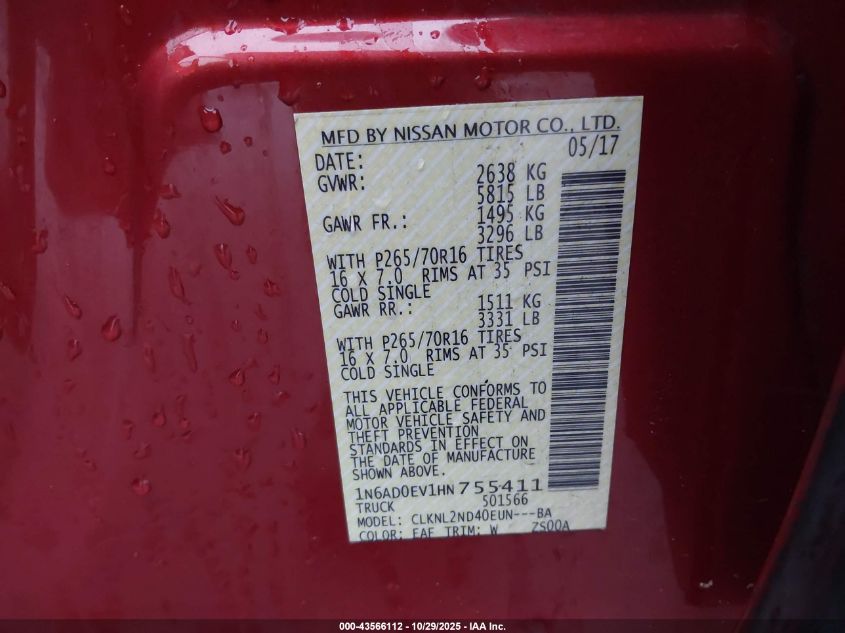 MFD BY NISSAN MOTOR CO., LTD.
DATE: 05/17
GVWR: 2638 KG
5815 LB
GAWR FR.: 1495 KG
3296 LB
WITH P265/70R16 TIRES
16 X 7.0 RIMS AT 35 PSI
COLD SINGLE
GAWR RR.: 1511 KG
3331 LB
WITH P265/70R16 TIRES
16 X 7.0 RIMS AT 35 PSI
COLD SINGLE
THIS VEHICLE CONFORMS TO
ALL APPLICABLE FEDERAL
MOTOR VEHICLE SAFETY AND
THEFT PREVENTION
STANDARDS IN EFFECT ON
THE DATE OF MANUFACTURE
SHOWN ABOVE.
1N6AD0EV1HN755411
TRUCK 501566
MODEL: CLKNL2ND40EUN---BA
COLOR: EAF TRIM: W ZS00A
000-43566112 - 10/29/2025 - IAA Inc.